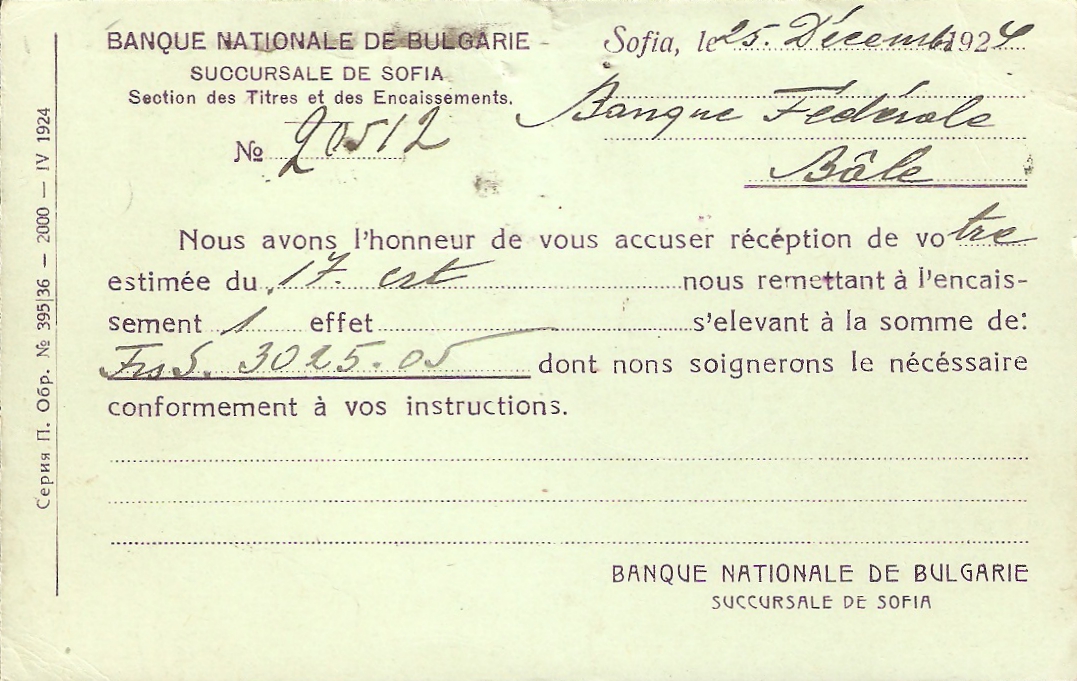 BANQUE NATIONALE DE BULGARIE
SUCCURSALE DE SOFIA
Section des Titres et des Encaissements.
№ 20512
Sofia, le 25. Décemb. 1924
Banque Fédérale
Bâle
Nous avons l'honneur de vous accuser récéption de votre
estimée du 17. crt nous remettant à l'encais-
sement 1 effet s'elevant à la somme de:
Frs S. 3025.05 dont nons soignerons le nécéssaire
conformement à vos instructions.
BANQUE NATIONALE DE BULGARIE
SUCCURSALE DE SOFIA
Серия П. Обр. № 395|36 — 2000 — IV 1924